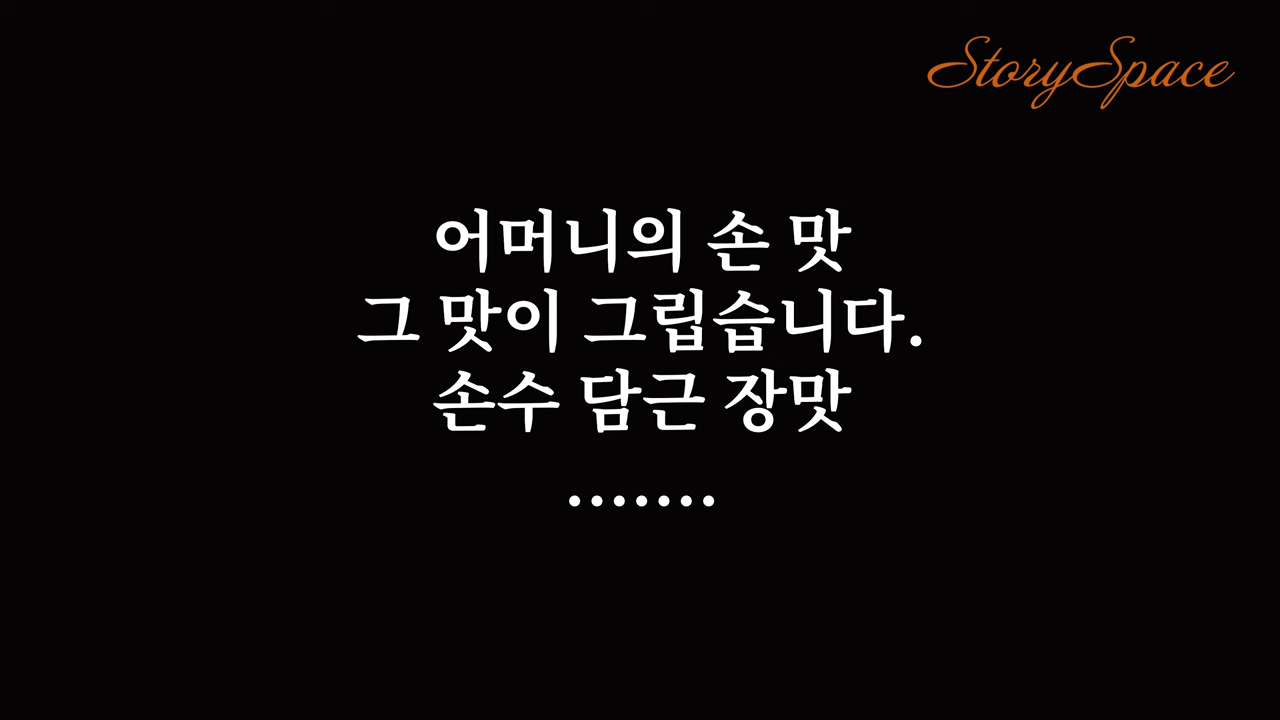 StorySpace
어머니의 손 맛
그 맛이 그립습니다.
손수 담근 장맛
·······